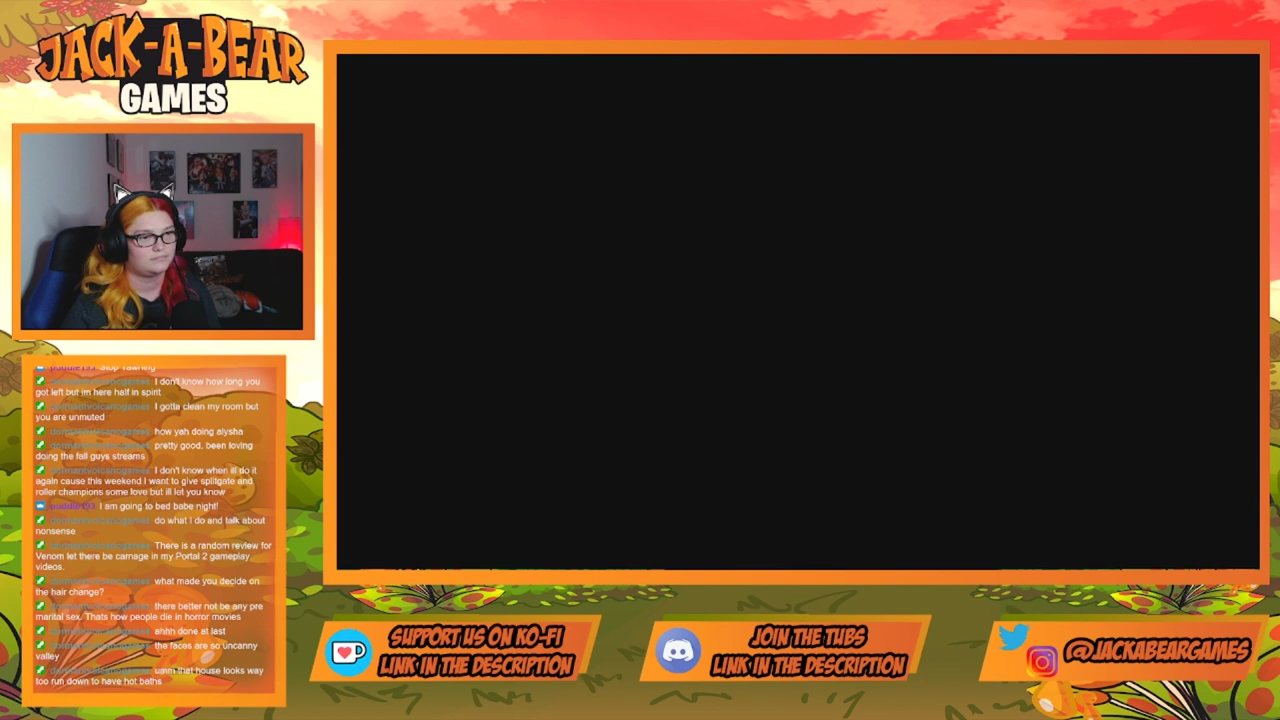 JACK-A-BEAR
GAMES
Stop Yawning
I don't know how long you
got left but im here half in spirit
I gotta clean my room but
you are unmuted
how yah doing alysha
pretty good. been loving
doing the fall guys streams
I don't know when ill do it
again cause this weekend I want to give splitgate and
roller champions some love but ill let you know
I am going to bed babe night!
do what I do and talk about
nonsense
There is a random review for
Venom let there be carnage in my Portal 2 gameplay
videos.
what made you decide on
the hair change?
there better not be any pre
marital sex. Thats how people die in horror movies
ahhh done at last
the faces are so uncanny
valley
umm that house looks way
too run down to have hot baths
SUPPORT US ON KO-FI
LINK IN THE DESCRIPTION
JOIN THE TUBS
LINK IN THE DESCRIPTION
@JACKABEARGAMES